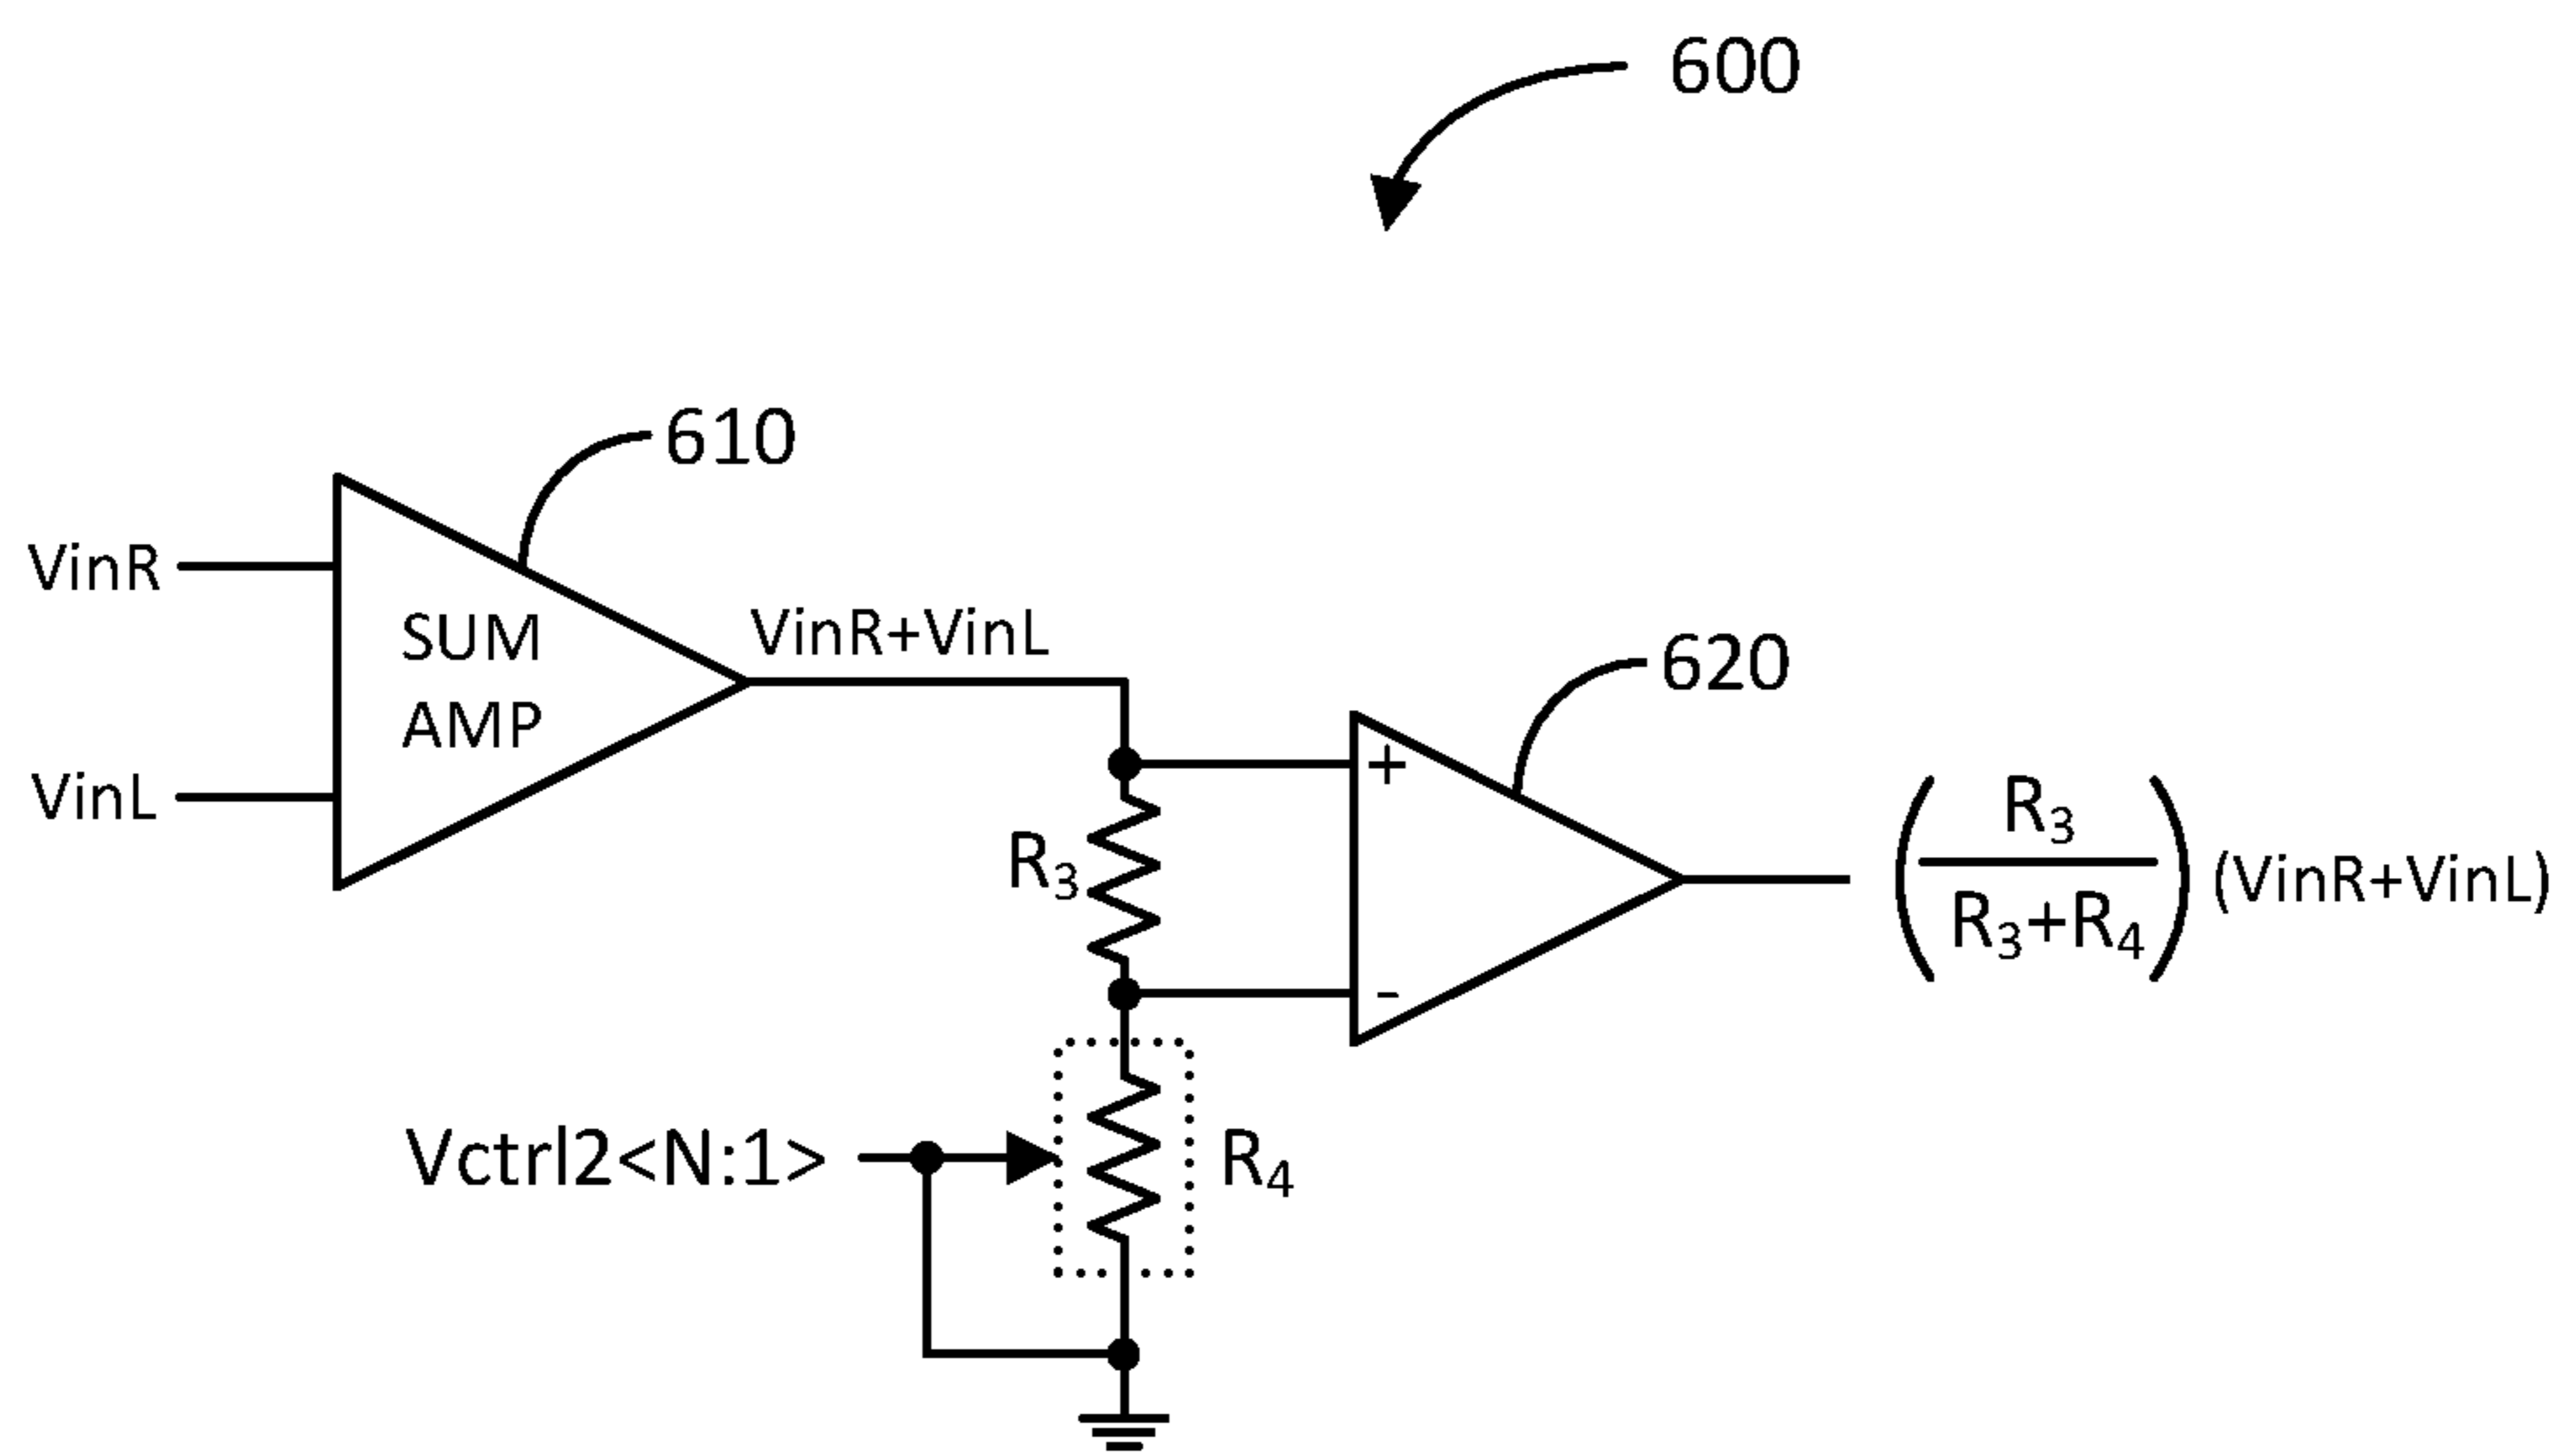 600
610
VinR
SUM
AMP
VinR+VinL
VinL
620
+
-
R₃
R₄
Vctrl2<N:1>
(R₃/R₃+R₄) (VinR+VinL)